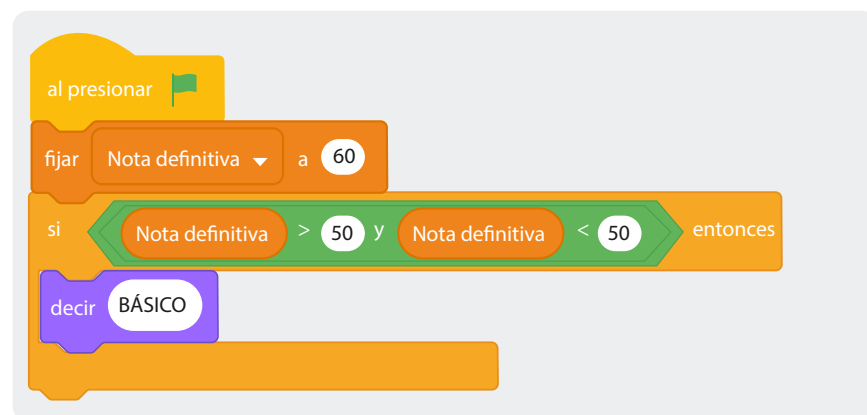 al presionar
fijar Nota definitiva a 60
si Nota definitiva > 50 y Nota definitiva < 50 entonces
decir BÁSICO